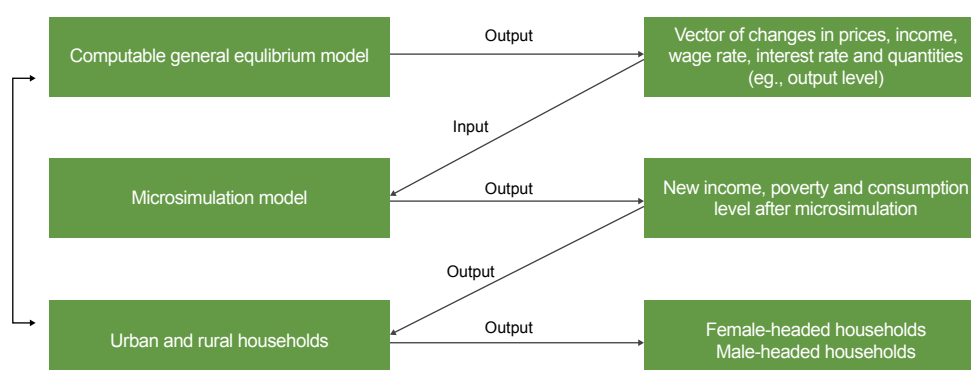 Computable general equlibrium model
Output
Vector of changes in prices, income,
wage rate, interest rate and quantities
(eg., output level)
Input
Microsimulation model
Output
New income, poverty and consumption
level after microsimulation
Output
Urban and rural households
Output
Female-headed households
Male-headed households